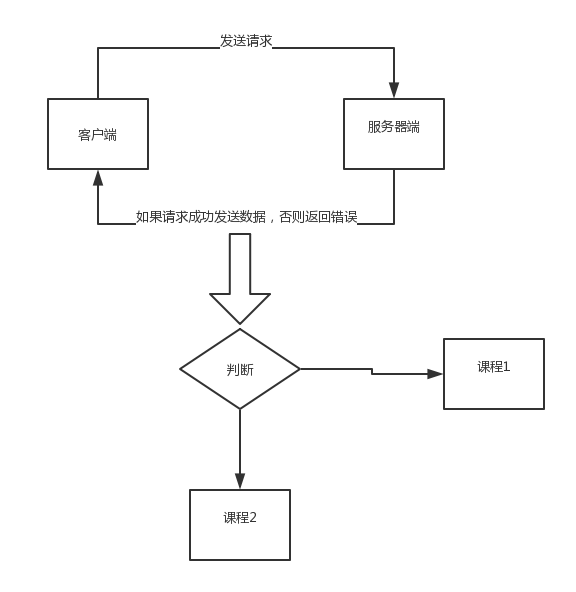 发送请求
客户端
服务器端
如果请求成功发送数据，否则返回错误
判断
课程1
课程2